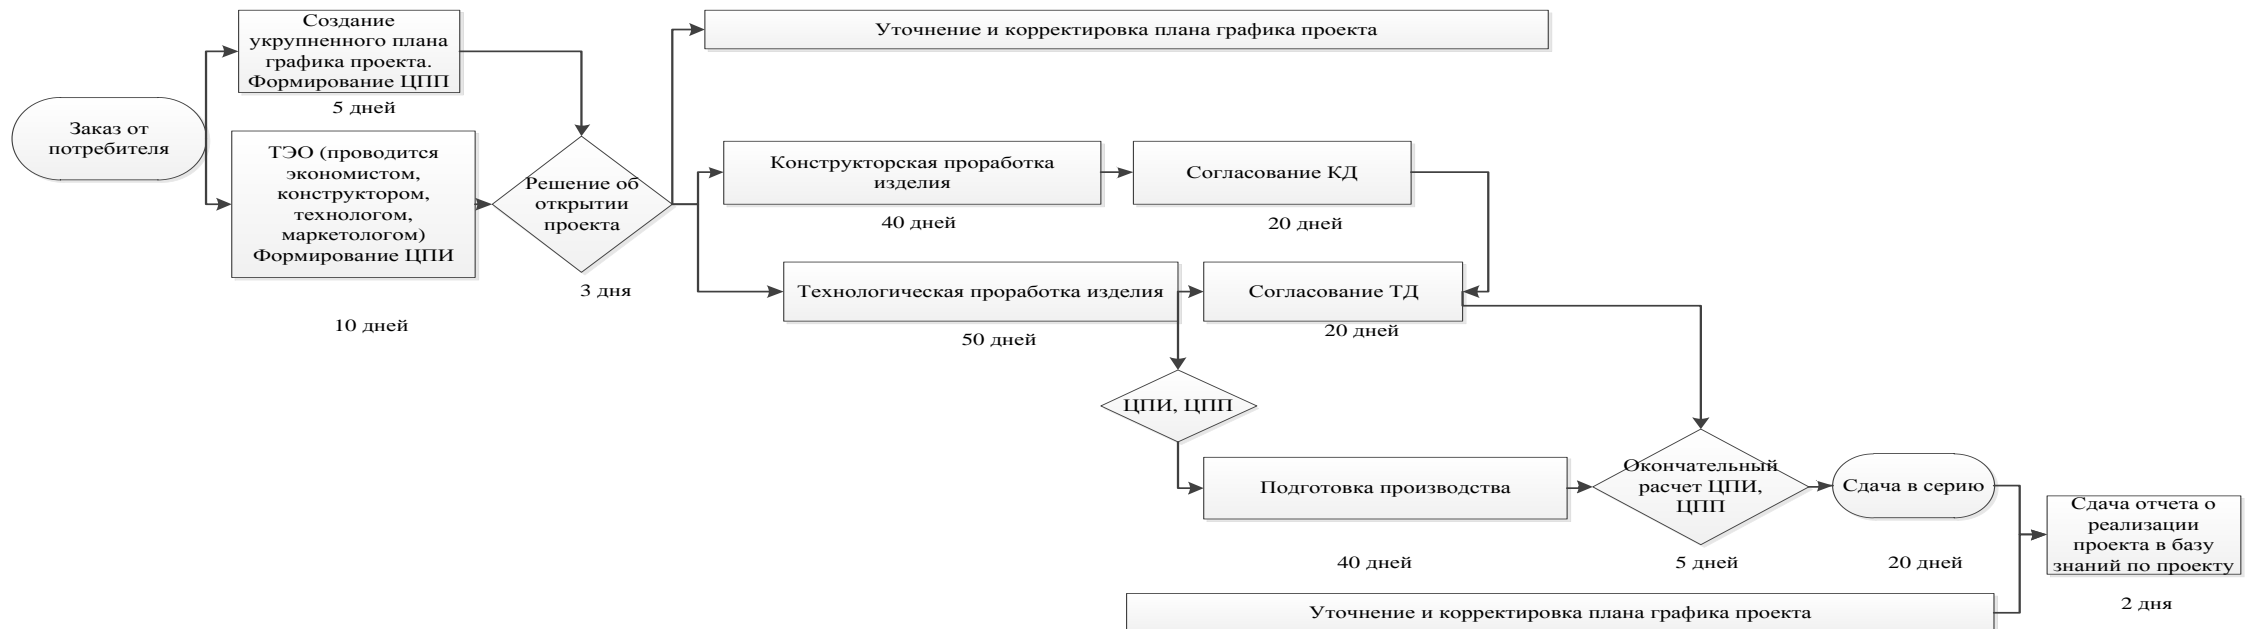 Создание
укрупненного плана
графика проекта.
Формирование ЦПП
5 дней
Заказ от
потребителя
ТЭО (проводится
экономистом,
конструктором,
технологом,
маркетологом)
Формирование ЦПИ
10 дней
Решение об
открытии
проекта
3 дня
Уточнение и корректировка плана графика проекта
Конструкторская проработка
изделия
40 дней
Согласование КД
20 дней
Технологическая проработка изделия
50 дней
Согласование ТД
20 дней
ЦПИ, ЦПП
Подготовка производства
40 дней
Окончательный
расчет ЦПИ,
ЦПП
5 дней
Сдача в серию
20 дней
Сдача отчета о
реализации
проекта в базу
знаний по проекту
2 дня
Уточнение и корректировка плана графика проекта